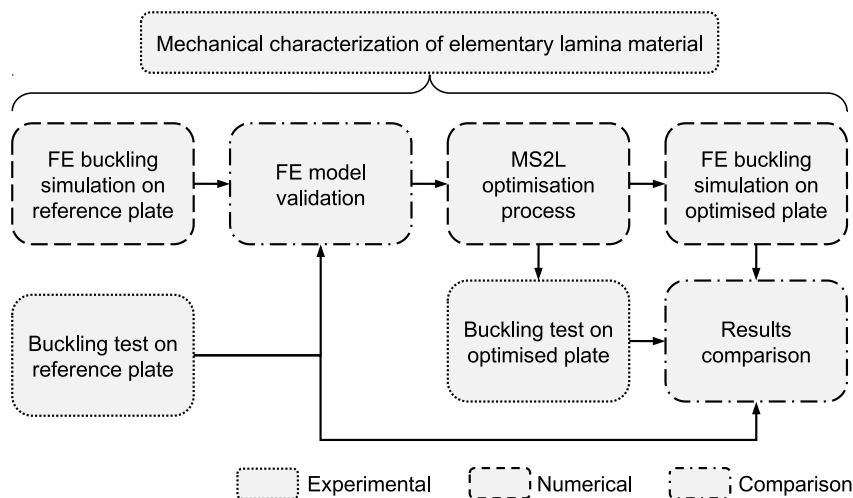 Mechanical characterization of elementary lamina material
FE buckling
simulation on
reference plate
FE model
validation
MS2L
optimisation
process
FE buckling
simulation on
optimised plate
Buckling test on
reference plate
Buckling test on
optimised plate
Results
comparison
Experimental
Numerical
Comparison